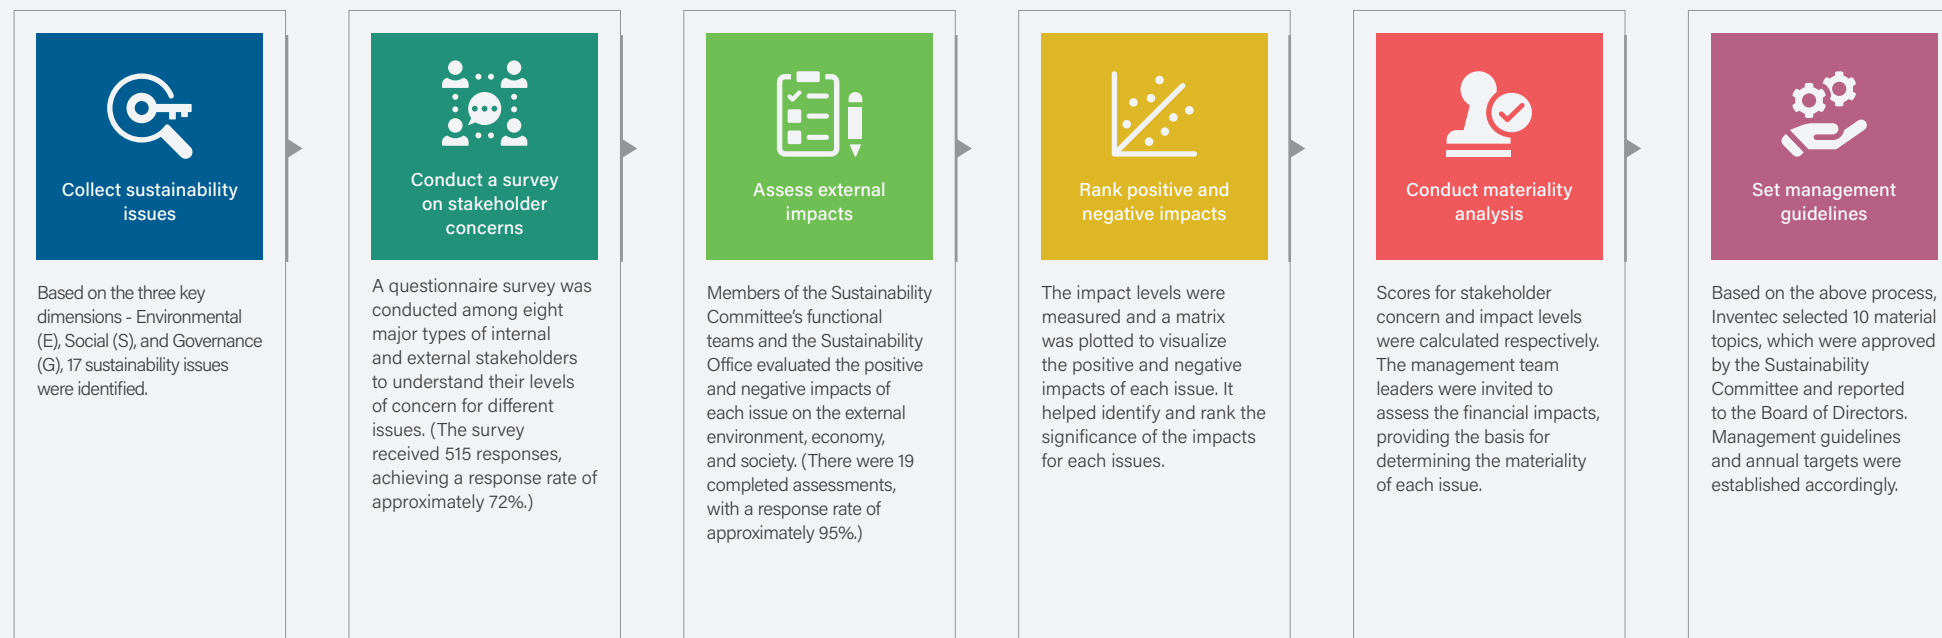 Collect sustainability
issues
Based on the three key
dimensions - Environmental
(E), Social (S), and Governance
(G), 17 sustainability issues
were identified.
Conduct a survey
on stakeholder
concerns
A questionnaire survey was
conducted among eight
major types of internal
and external stakeholders
to understand their levels
of concern for different
issues. (The survey
received 515 responses,
achieving a response rate of
approximately 72%.)
Assess external
impacts
Members of the Sustainability
Committee's functional
teams and the Sustainability
Office evaluated the positive
and negative impacts of
each issue on the external
environment, economy,
and society. (There were 19
completed assessments,
with a response rate of
approximately 95%.)
Rank positive and
negative impacts
The impact levels were
measured and a matrix
was plotted to visualize
the positive and negative
impacts of each issue. It
helped identify and rank the
significance of the impacts
for each issues.
Conduct materiality
analysis
Scores for stakeholder
concern and impact levels
were calculated respectively.
The management team
leaders were invited to
assess the financial impacts,
providing the basis for
determining the materiality
of each issue.
Set management
guidelines
Based on the above process,
Inventec selected 10 material
topics, which were approved
by the Sustainability
Committee and reported
to the Board of Directors.
Management guidelines
and annual targets were
established accordingly.